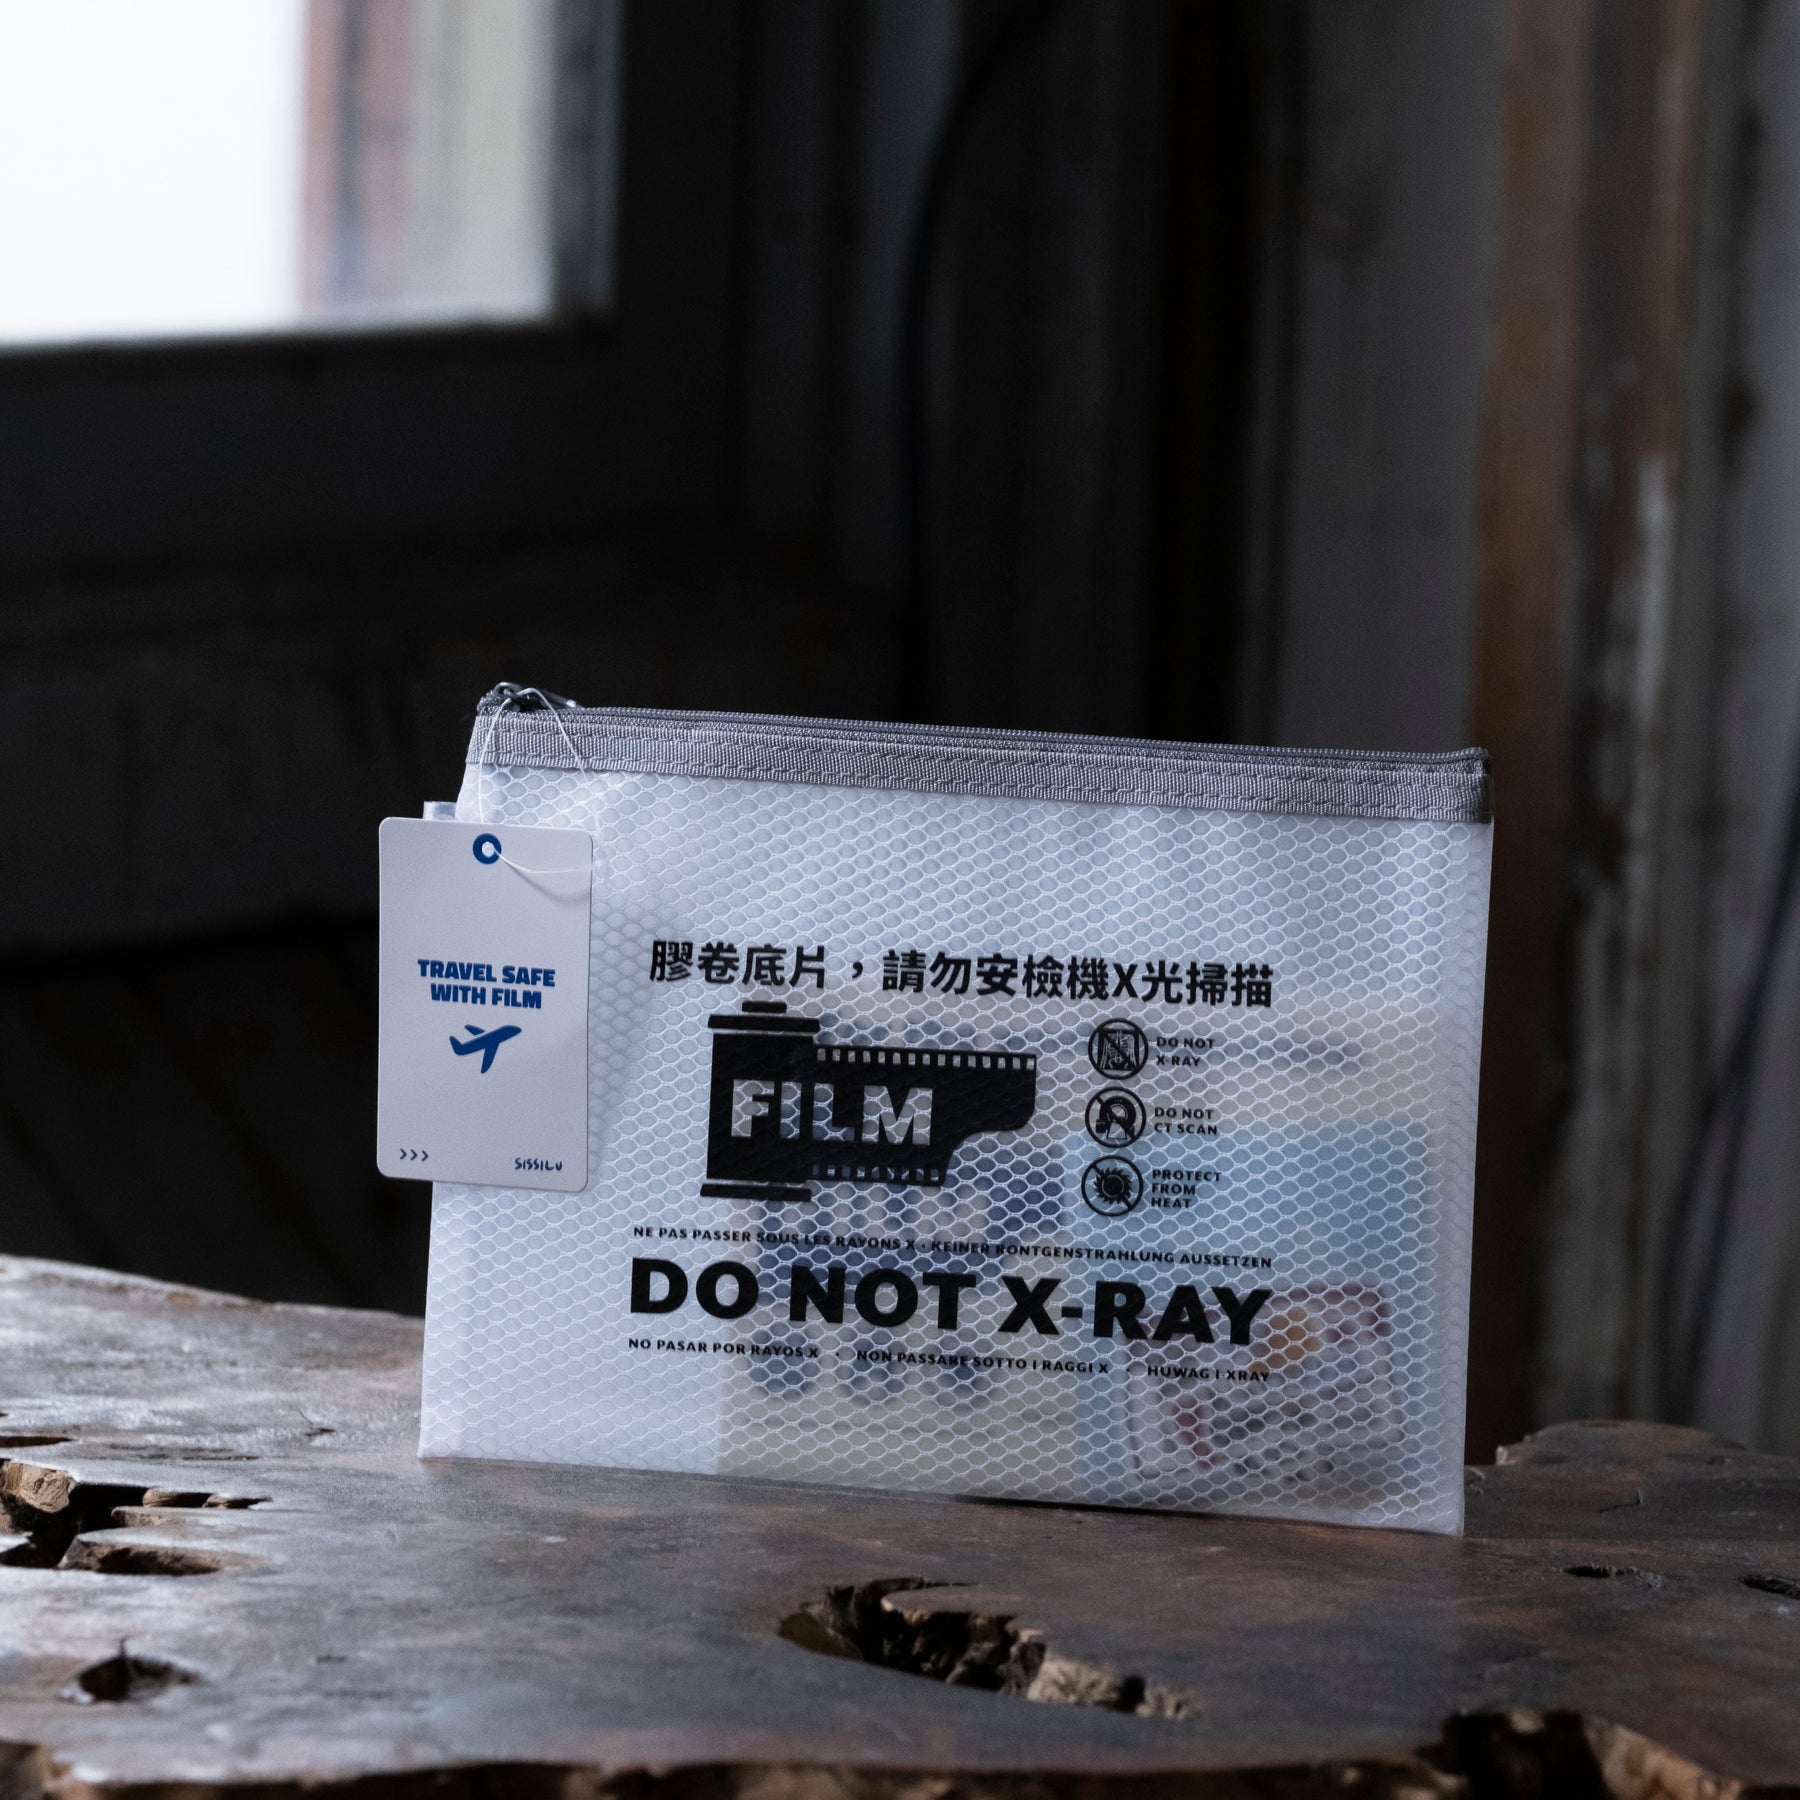 TRAVEL SAFE
WITH FILM
>>>
SISSILU
膠卷底片，請勿安檢機X光掃描
FILM
DO NOT
X-RAY
DO NOT
CT SCAN
PROTECT
FROM
HEAT
NE PAS PASSER SOUS LES RAYONS X · KEINER RÖNTGENSTRAHLUNG AUSSETZEN
DO NOT X-RAY
NO PASAR POR RAYOS X · NON PASSARE SOTTO I RAGGI X · HUWAG I-XRAY